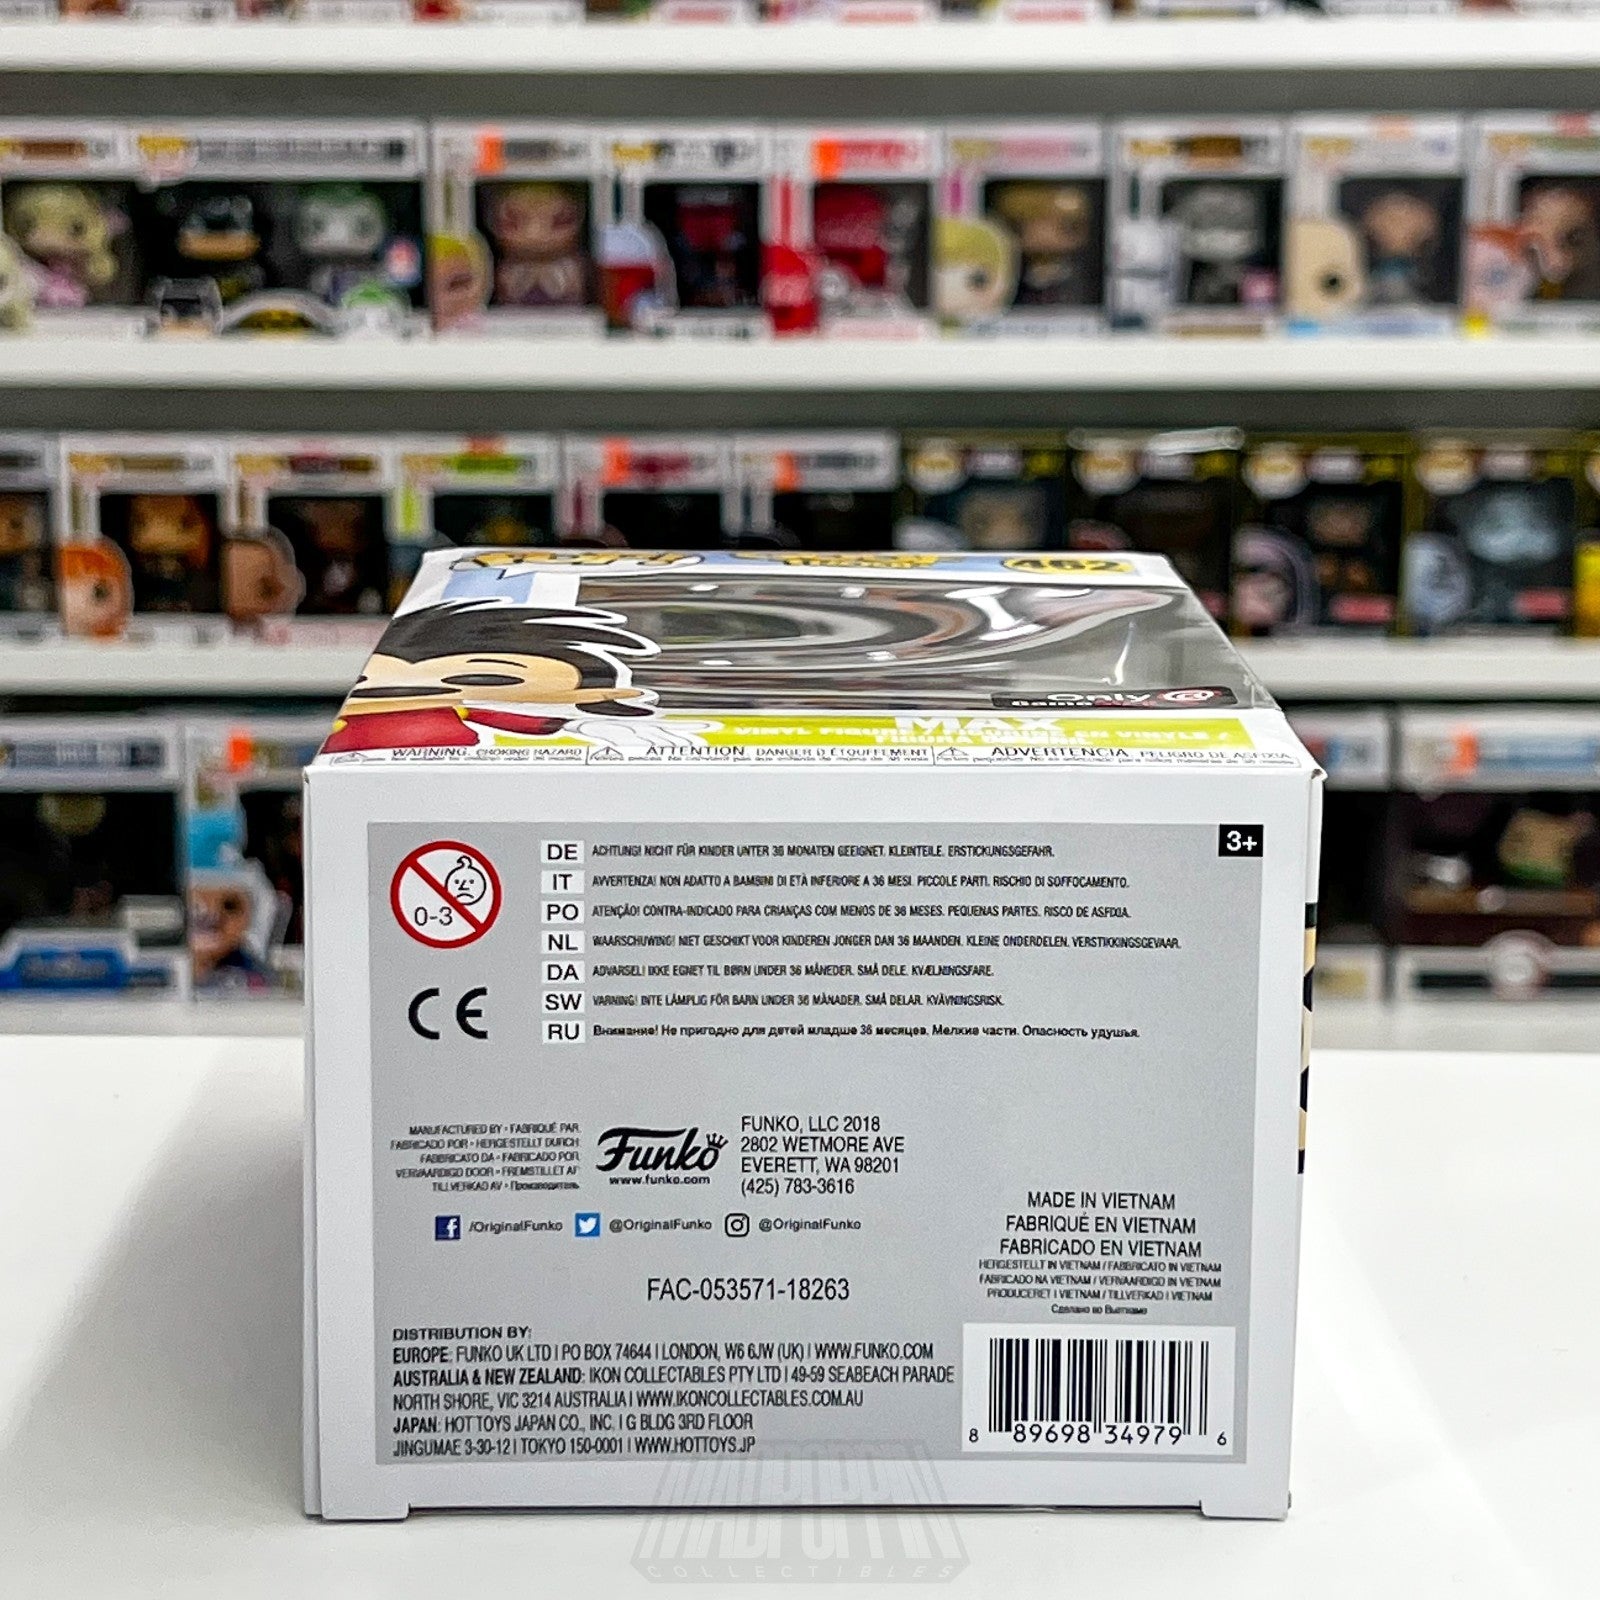 462
Only
GameStop
MAX
VINYL FIGURE / FIGURINE EN VINYLE /
WARNING: CHOKING HAZARD
ATTENTION: DANGER D'ÉTOUFFEMENT
ADVERTENCIA: PELIGRO DE ASFIXIA
3+
0-3
DE ACHTUNG! NICHT FÜR KINDER UNTER 36 MONATEN GEEIGNET. KLEINTEILE. ERSTICKUNGSGEFAHR.
IT AVVERTENZA! NON ADATTO A BAMBINI DI ETÀ INFERIORE A 36 MESI. PICCOLE PARTI. RISCHIO DI SOFFOCAMENTO.
PO ATENÇÃO! CONTRA-INDICADO PARA CRIANÇAS COM MENOS DE 36 MESES. PEQUENAS PARTES. RISCO DE ASFIXIA.
NL WAARSCHUWING! NIET GESCHIKT VOOR KINDEREN JONGER DAN 36 MAANDEN. KLEINE ONDERDELEN. VERSTIKKINGSGEVAAR.
DA ADVARSEL! IKKE EGNET TIL BØRN UNDER 36 MÅNEDER. SMÅ DELE. KVÆLNINGSFARE.
SW VARNING! INTE LÄMPLIG FÖR BARN UNDER 36 MÅNADER. SMÅ DELAR. KVÄVNINGSRISK.
RU Внимание! Не пригодно для детей младше 36 месяцев. Мелкие части. Опасность удушья.
CE
MANUFACTURED BY • FABRIQUÉ PAR
FABRICADO POR • HERGESTELLT DURCH
FABBRICATO DA • FABRICADO POR
VERVAARDIGD DOOR • FREMSTILLET AF
TILLVERKAD AV • Производитель
Funko
www.funko.com
FUNKO, LLC 2018
2802 WETMORE AVE
EVERETT, WA 98201
(425) 783-3616
/OriginalFunko @OriginalFunko @OriginalFunko
MADE IN VIETNAM
FABRIQUÉ EN VIETNAM
FABRICADO EN VIETNAM
HERGESTELLT IN VIETNAM / FABBRICATO IN VIETNAM
FABRICADO NA VIETNAM / VERVAARDIGD IN VIETNAM
PRODUCERET I VIETNAM / TILLVERKAD I VIETNAM
Сделано во Вьетнаме
FAC-053571-18263
DISTRIBUTION BY:
EUROPE: FUNKO UK LTD | PO BOX 74644 | LONDON, W6 6JW (UK) | WWW.FUNKO.COM
AUSTRALIA & NEW ZEALAND: IKON COLLECTABLES PTY LTD | 49-59 SEABEACH PARADE
NORTH SHORE, VIC 3214 AUSTRALIA | WWW.IKONCOLLECTABLES.COM.AU
JAPAN: HOT TOYS JAPAN CO., INC. | G BLDG 3RD FLOOR
JINGUMAE 3-30-12 | TOKYO 150-0001 | WWW.HOTTOYS.JP
8 89698 34979 6
MADPOPPIN
COLLECTIBLES